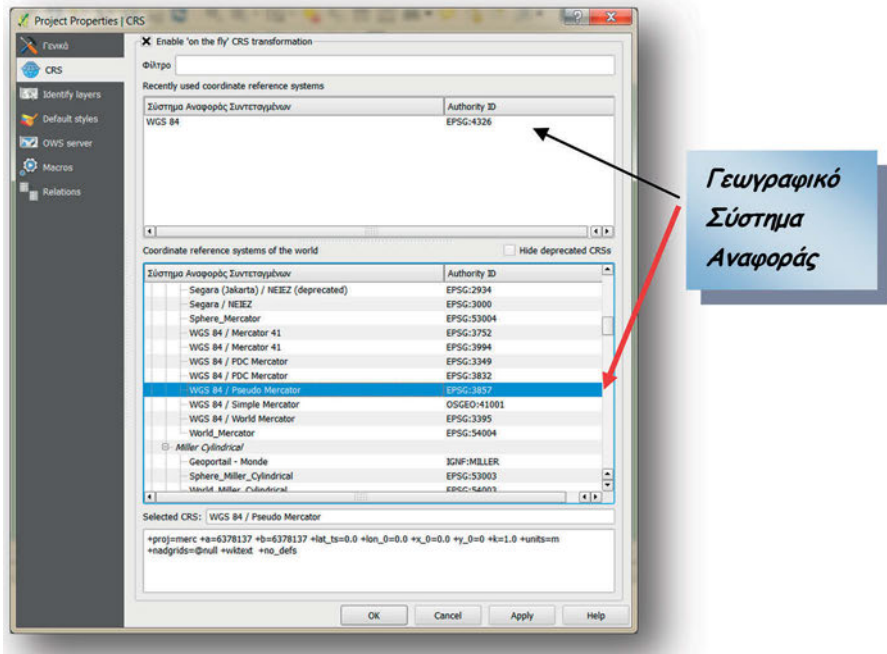 Project Properties | CRS
Γενικά
CRS
Identify layers
Default styles
OWS server
Macros
Relations
Enable 'on the fly' CRS transformation
Φίλτρο
Recently used coordinate reference systems
Σύστημα Αναφοράς Συντεταγμένων Authority ID
WGS 84 EPSG:4326
Coordinate reference systems of the world Hide deprecated CRSs
Σύστημα Αναφοράς Συντεταγμένων Authority ID
Segara (Jakarta) / NEIEZ (deprecated) EPSG:2934
Segara / NEIEZ EPSG:3000
Sphere_Mercator EPSG:53004
WGS 84 / Mercator 41 EPSG:3752
WGS 84 / Mercator 41 EPSG:3994
WGS 84 / PDC Mercator EPSG:3349
WGS 84 / PDC Mercator EPSG:3832
WGS 84 / Pseudo Mercator EPSG:3857
WGS 84 / Simple Mercator OSGEO:41001
WGS 84 / World Mercator EPSG:3395
World_Mercator EPSG:54004
Miller Cylindrical
Geoportail - Monde IGNF:MILLER
Sphere_Miller_Cylindrical EPSG:53003
World_Miller_Cylindrical EPSG:54003
Selected CRS: WGS 84 / Pseudo Mercator
+proj=merc +a=6378137 +b=6378137 +lat_ts=0.0 +lon_0=0.0 +x_0=0.0 +y_0=0 +k=1.0 +units=m
+nadgrids=@null +wktext +no_defs
OK Cancel Apply Help
Γεωγραφικό
Σύστημα
Αναφοράς